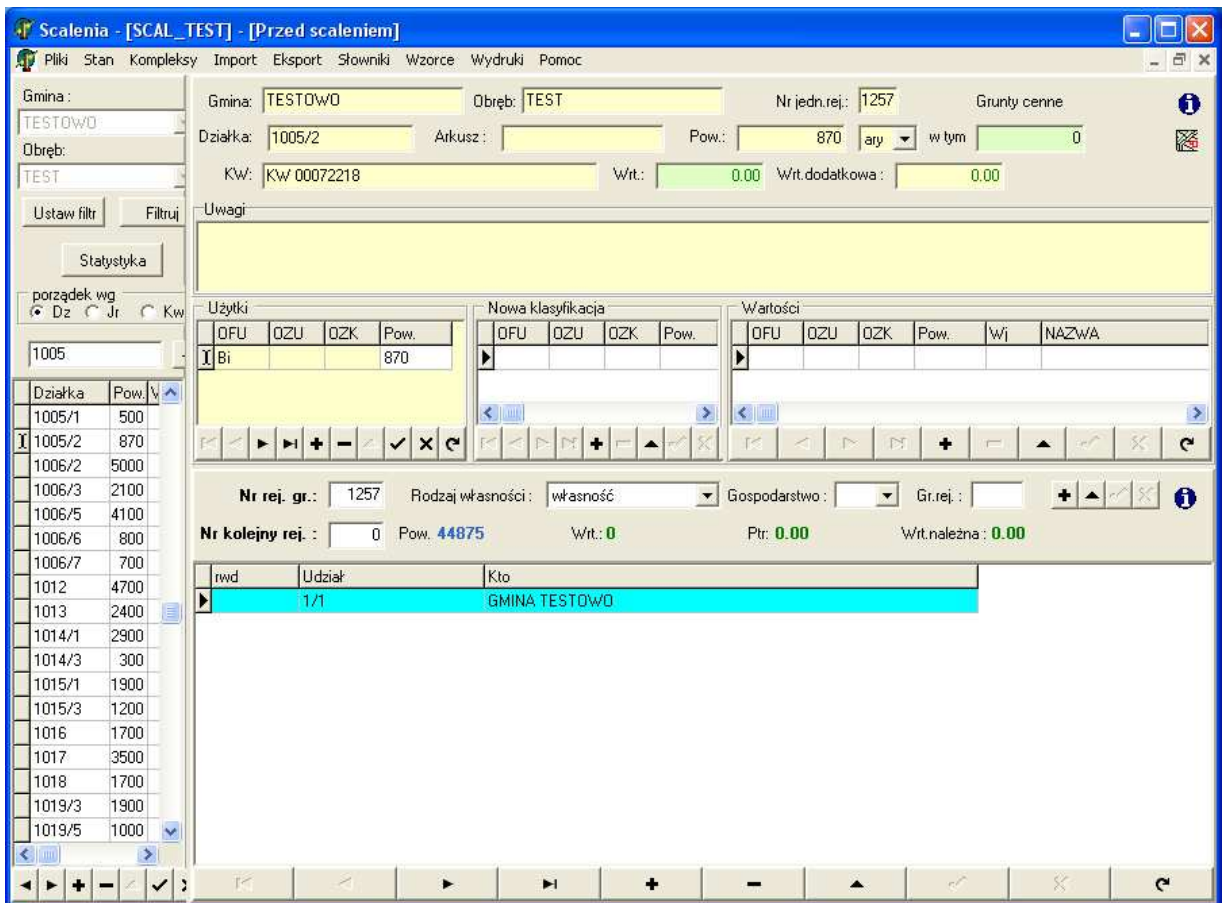 Scalenia - [SCAL_TEST] - [Przed scaleniem]
Pliki Stan Kompleksy Import Eksport Słowniki Wzorce Wydruki Pomoc
Gmina :
TESTOWO
Obręb:
TEST
Ustaw filtr Filtruj
Statystyka
porządek wg
Dz Jr Kw
1005
Działka Pow.
1005/1 500
1005/2 870
1006/2 5000
1006/3 2100
1006/5 4100
1006/6 800
1006/7 700
1012 4700
1013 2400
1014/1 2900
1014/3 300
1015/1 1900
1015/3 1200
1016 1700
1017 3500
1018 1700
1019/3 1900
1019/5 1000
Gmina: TESTOWO Obręb: TEST Nr jedn.rej.: 1257 Grunty cenne
Działka: 1005/2 Arkusz : Pow.: 870 ary w tym 0
KW: KW 00072218 Wrt.: 0.00 Wrt.dodatkowa : 0.00
Uwagi
Użytki
OFU OZU OZK Pow.
Bi 870
Nowa klasyfikacja
OFU OZU OZK Pow.
Wartości
OFU OZU OZK Pow. Wj NAZWA
Nr rej. gr.: 1257 Rodzaj własności : własność Gospodarstwo : Gr.rej. :
Nr kolejny rej. : 0 Pow. 44875 Wrt.: 0 Ptr: 0.00 Wrt.należna : 0.00
rwd Udział Kto
1/1 GMINA TESTOWO